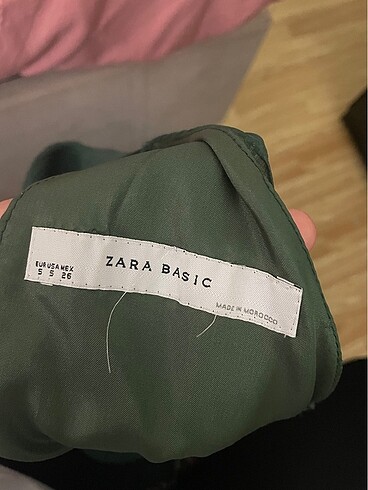 EUR USA MEX
S S 26
ZARA BASIC
MADE IN MOROCCO